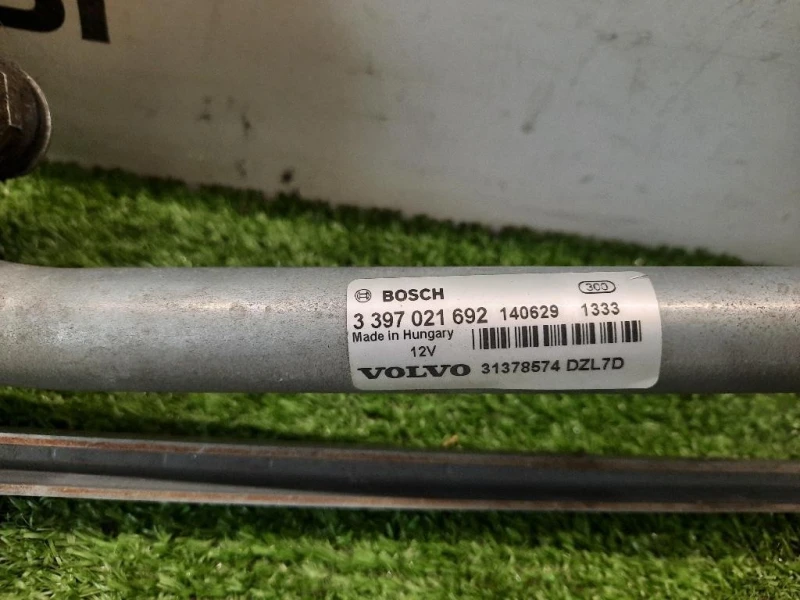 BOSCH 300
3 397 021 692 140629 1333
Made in Hungary
12V
VOLVO 31378574 DZL7D